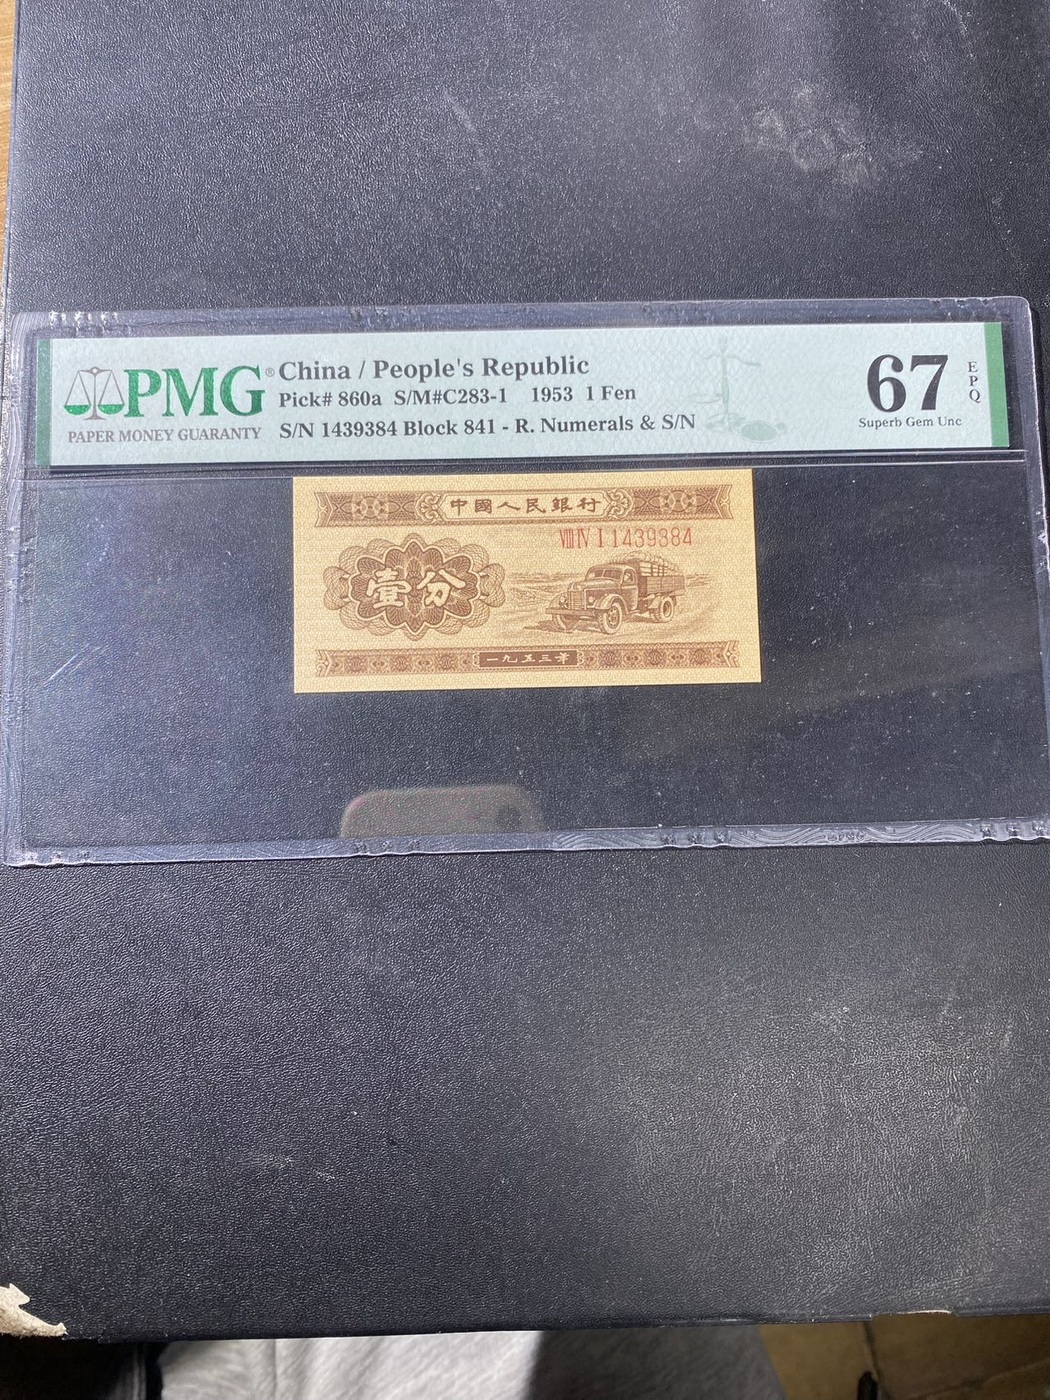 PMG®
PAPER MONEY GUARANTY
China / People's Republic
Pick# 860a S/M#C283-1 1953 1 Fen
S/N 1439384 Block 841 - R. Numerals & S/N
67
EPQ
Superb Gem Unc
中國人民銀行
VIII IV I 1439384
壹分
一九五三年